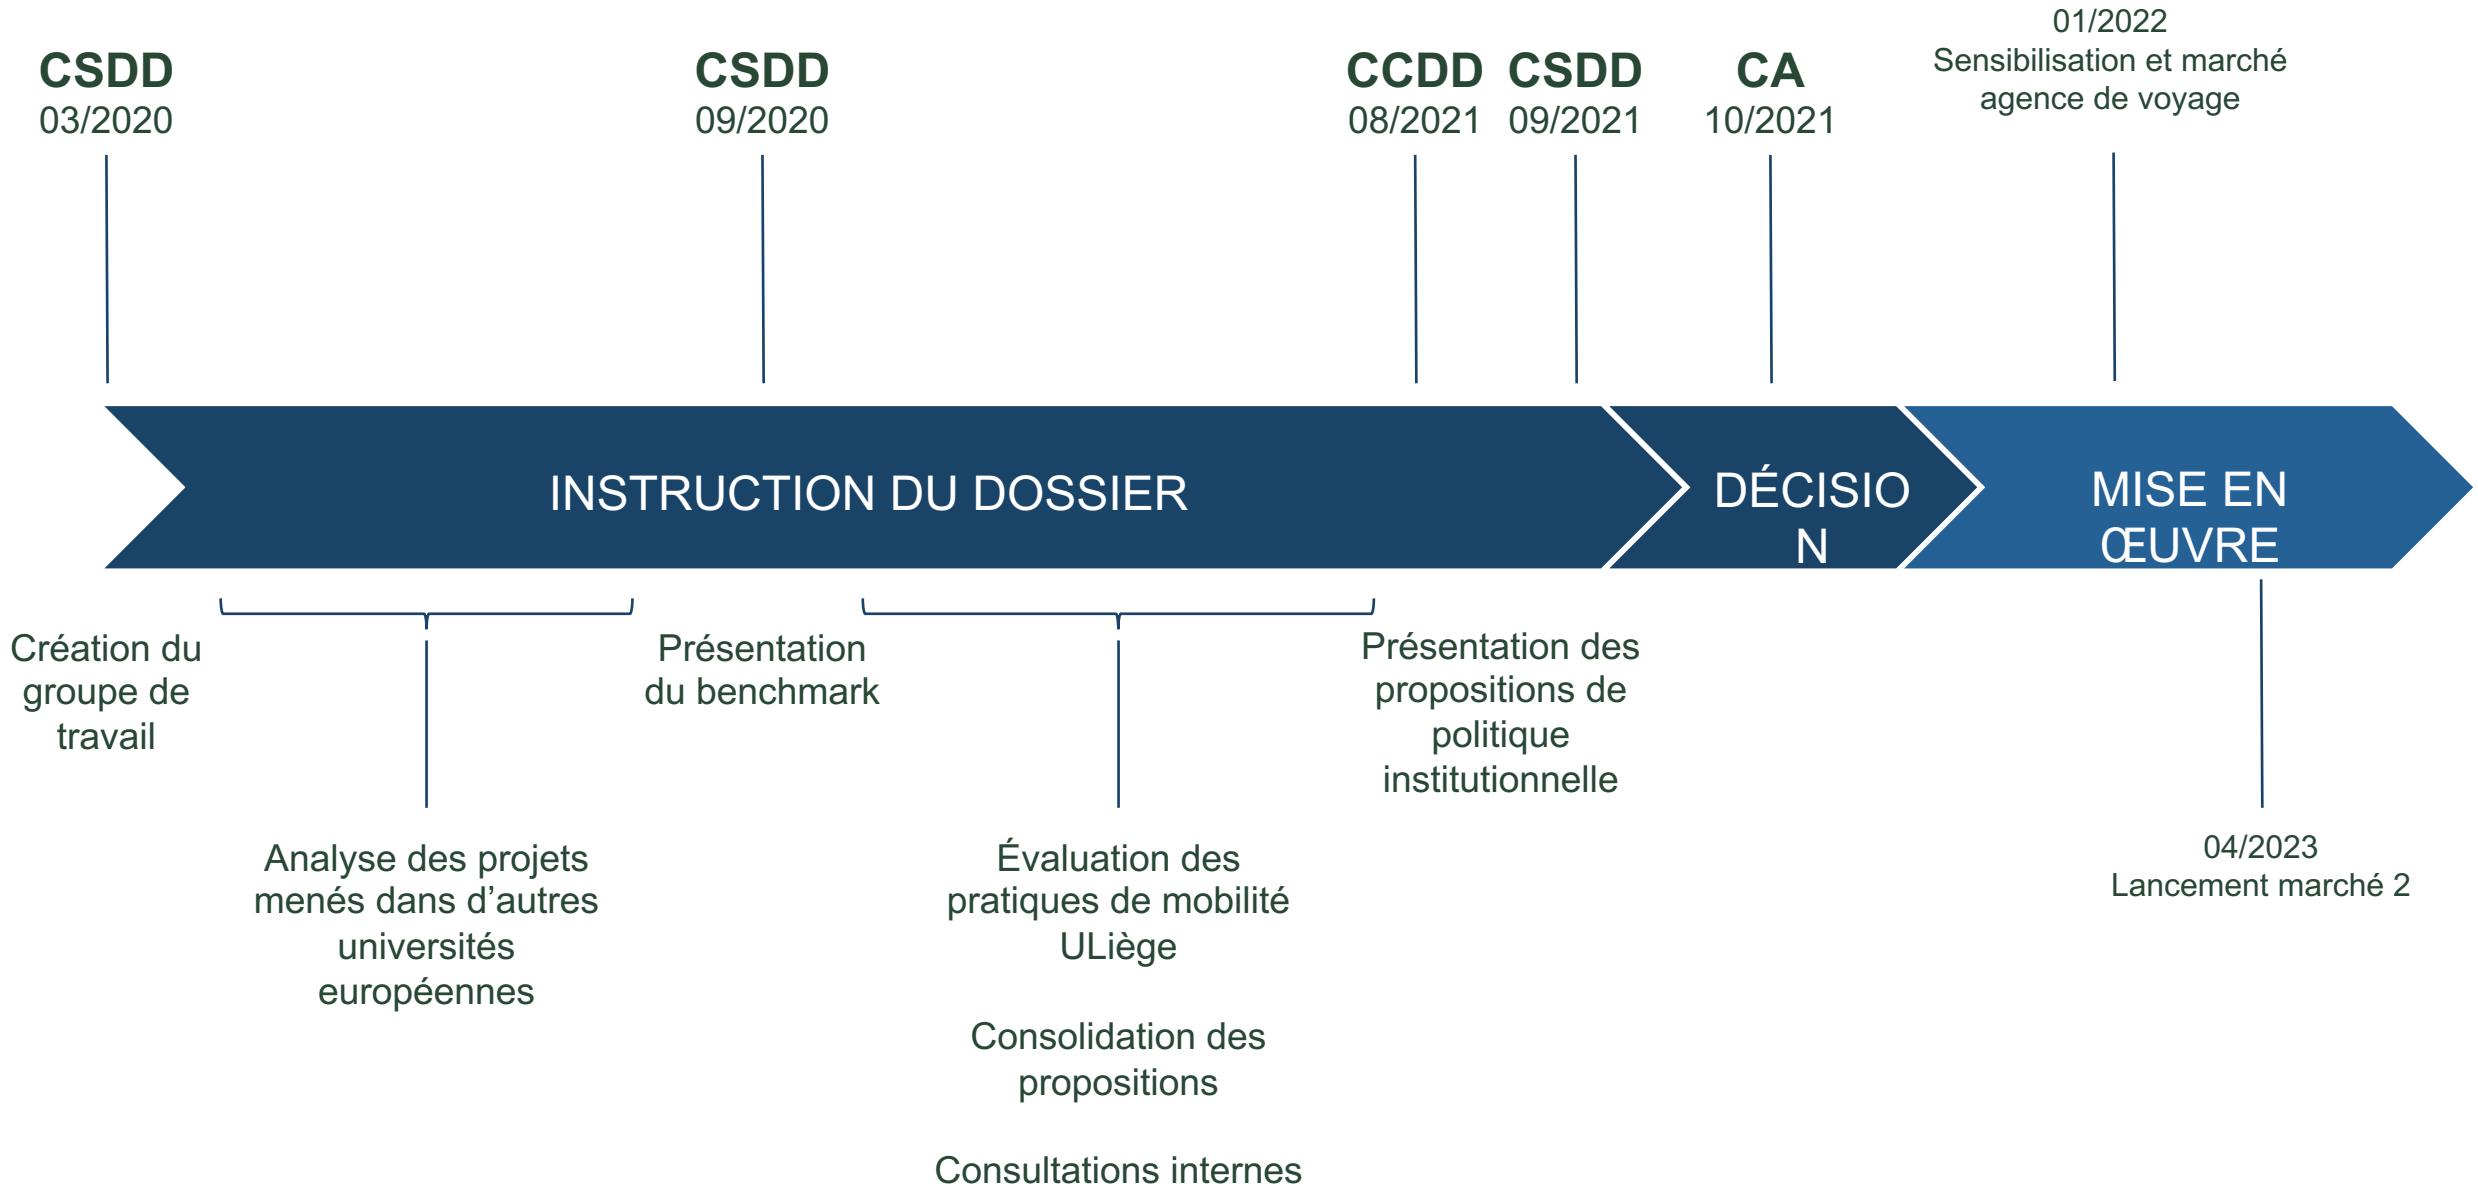 CSDD
03/2020
CSDD
09/2020
CCDD
08/2021
CSDD
09/2021
CA
10/2021
01/2022
Sensibilisation et marché
agence de voyage
INSTRUCTION DU DOSSIER
DÉCISIO
N
MISE EN
ŒUVRE
Création du
groupe de
travail
Analyse des projets
menés dans d’autres
universités
européennes
Présentation
du benchmark
Évaluation des
pratiques de mobilité
ULiège
Consolidation des
propositions
Consultations internes
Présentation des
propositions de
politique
institutionnelle
04/2023
Lancement marché 2